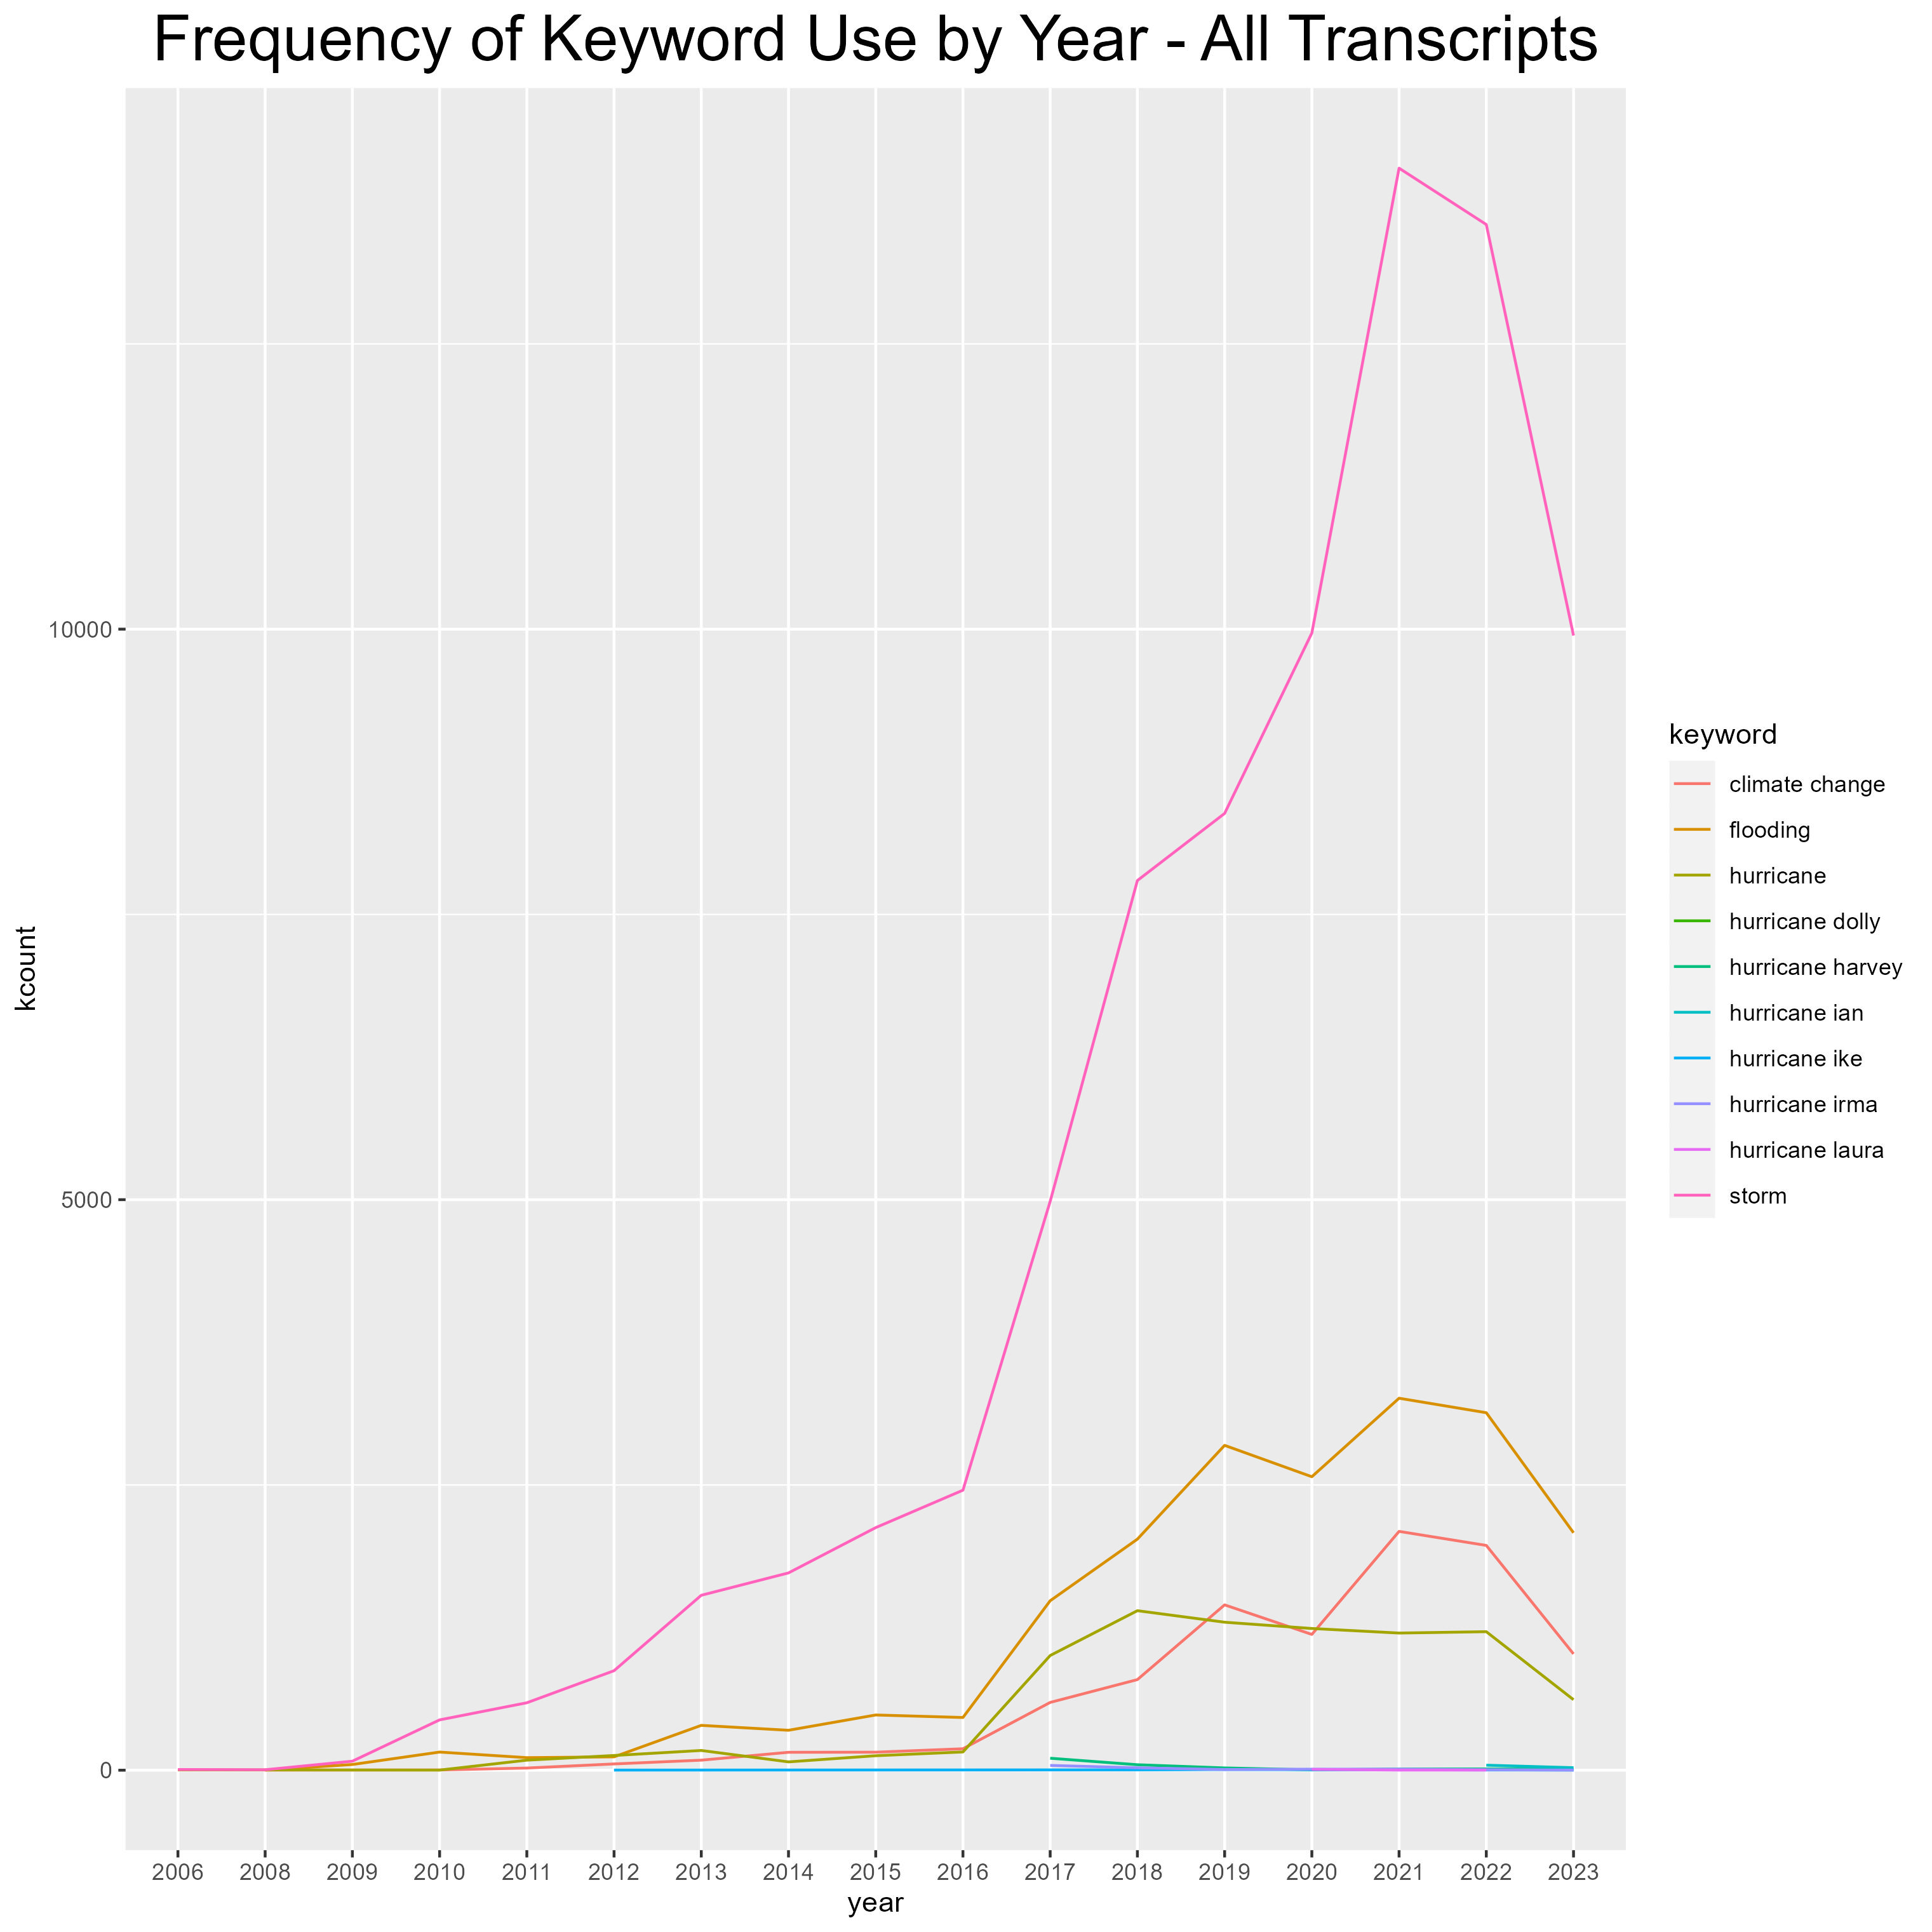 Frequency of Keyword Use by Year - All Transcripts
kcount
10000
5000
0
2006 2008 2009 2010 2011 2012 2013 2014 2015 2016 2017 2018 2019 2020 2021 2022 2023
year
keyword
climate change
flooding
hurricane
hurricane dolly
hurricane harvey
hurricane ian
hurricane ike
hurricane irma
hurricane laura
storm